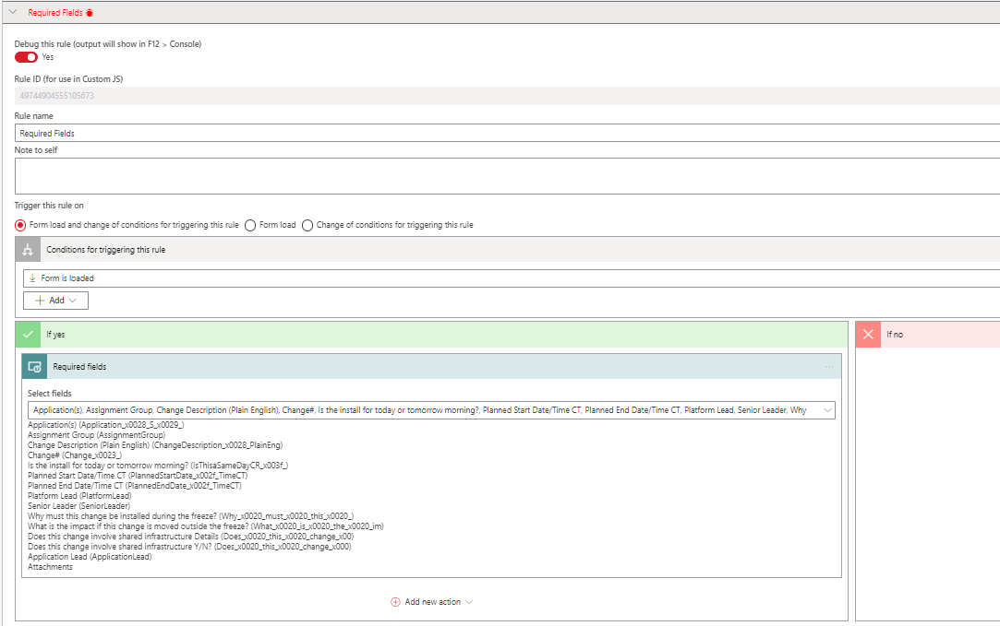 Required Fields
Debug this rule (output will show in F12 > Console)
Yes
Rule ID (for use in Custom JS)
49744904555105673
Rule name
Required Fields
Note to self
Trigger this rule on
Form load and change of conditions for triggering this rule Form load Change of conditions for triggering this rule
Conditions for triggering this rule
Form is loaded
Add
If yes
If no
Required fields
Select fields
Application(s), Assignment Group, Change Description (Plain English), Change#, Is the install for today or tomorrow morning?, Planned Start Date/Time CT, Planned End Date/Time CT, Platform Lead, Senior Leader, Why
Application(s) (Application_x0028_S_x0029_)
Assignment Group (AssignmentGroup)
Change Description (Plain English) (ChangeDescription_x0028_PlainEng)
Change# (Change_x0023_)
Is the install for today or tomorrow morning? (IsThisaSameDayCR_x003f_)
Planned Start Date/Time CT (PlannedStartDate_x002f_TimeCT)
Planned End Date/Time CT (PlannedEndDate_x002f_TimeCT)
Platform Lead (PlatformLead)
Senior Leader (SeniorLeader)
Why must this change be installed during the freeze? (Why_x0020_must_x0020_this_x0020_)
What is the impact if this change is moved outside the freeze? (What_x0020_is_x0020_the_x0020_im)
Does this change involve shared infrastructure Details (Does_x0020_this_x0020_change_x00)
Does this change involve shared infrastructure Y/N? (Does_x0020_this_x0020_change_x000)
Application Lead (ApplicationLead)
Attachments
Add new action